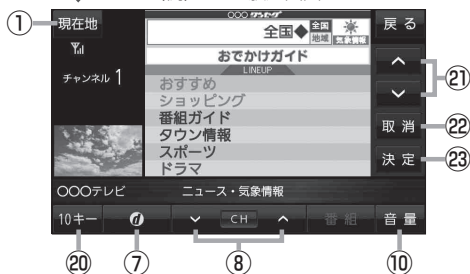 ① 現在地
○○○
戻る
全国◆ 全国 地域 気象情報
おでかけガイド
LINEUP
チャンネル 1
おすすめ
ショッピング
番組ガイド
タウン情報
スポーツ
ドラマ
㉑
取消 ㉒
決定 ㉓
○○○テレビ ニュース・気象情報
10キー d CH 番組 音量
⑳ ⑦ ⑧ ⑩